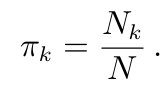 π_k = N_k / N .